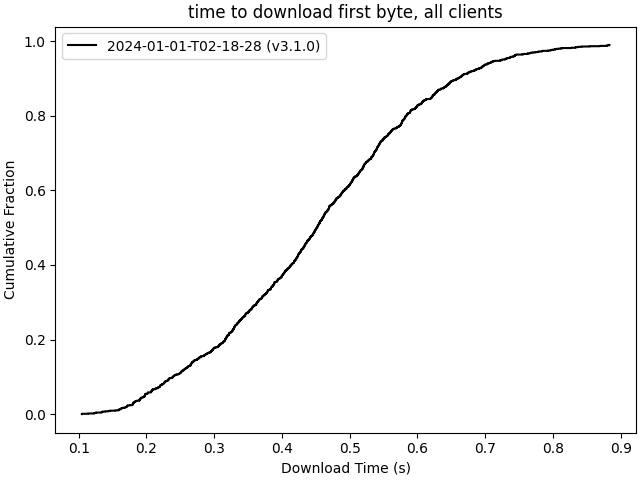 time to download first byte, all clients
2024-01-01-T02-18-28 (v3.1.0)
Cumulative Fraction
1.0
0.8
0.6
0.4
0.2
0.0
0.1 0.2 0.3 0.4 0.5 0.6 0.7 0.8 0.9
Download Time (s)